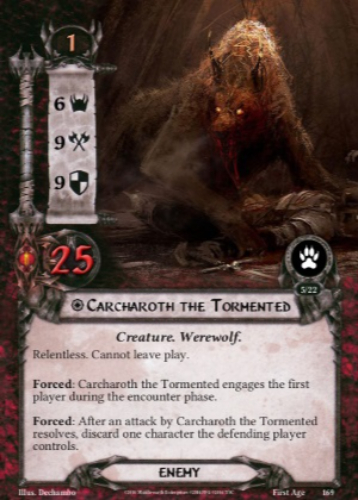 1
6
9
9
25
5/22
Carcharoth the Tormented
Creature. Werewolf.
Relentless. Cannot leave play.
Forced: Carcharoth the Tormented engages the first
player during the encounter phase.
Forced: After an attack by Carcharoth the Tormented
resolves, discard one character the defending player
controls.
ENEMY
Illus. Dechambo
First Age
169